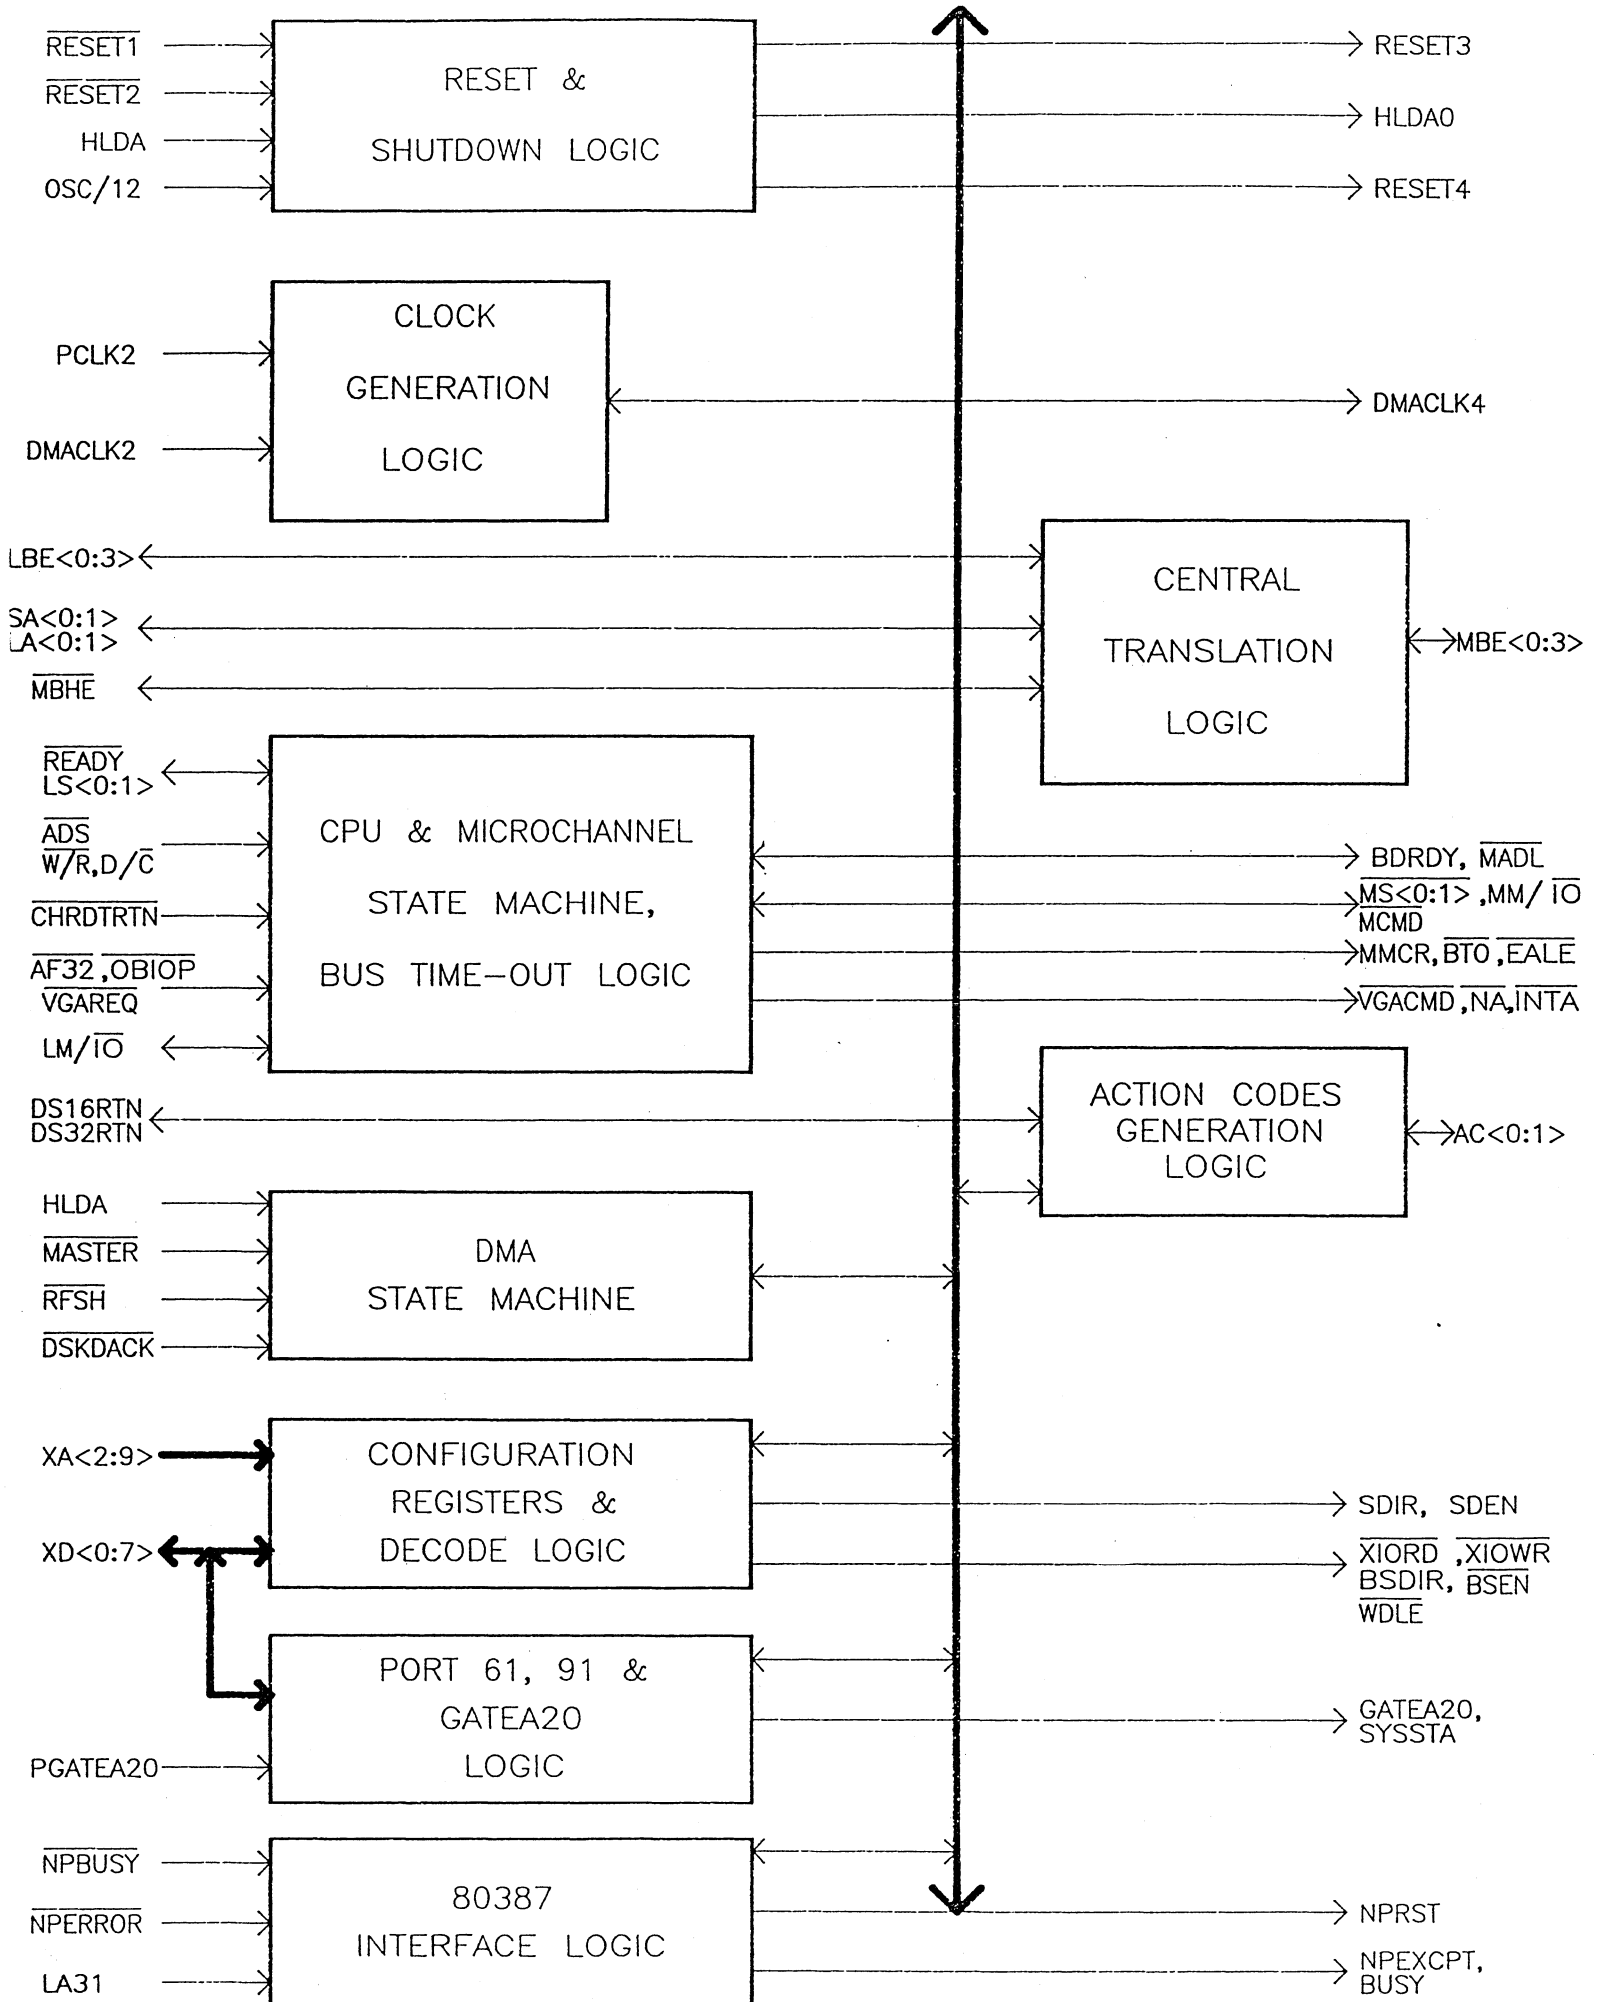 RESET1
RESET2
HLDA
OSC/12
RESET &
SHUTDOWN LOGIC
RESET3
HLDA0
RESET4
PCLK2
DMACLK2
CLOCK
GENERATION
LOGIC
DMACLK4
LBE<0:3>
SA<0:1>
LA<0:1>
MBHE
CENTRAL
TRANSLATION
LOGIC
MBE<0:3>
READY
LS<0:1>
ADS
W/R,D/C
CHRDTRTN
AF32,OBIOP
VGAREQ
LM/IO
CPU & MICROCHANNEL
STATE MACHINE,
BUS TIME-OUT LOGIC
BDRDY, MADL
MS<0:1>,MM/IO
MCMD
MMCR,BTO,EALE
VGACMD,NA,INTA
DS16RTN
DS32RTN
ACTION CODES
GENERATION
LOGIC
AC<0:1>
HLDA
MASTER
RFSH
DSKDACK
DMA
STATE MACHINE
XA<2:9>
XD<0:7>
CONFIGURATION
REGISTERS &
DECODE LOGIC
SDIR, SDEN
XIORD ,XIOWR
BSDIR, BSEN
WDLE
PGATEA20
PORT 61, 91 &
GATEA20
LOGIC
GATEA20,
SYSSTA
NPBUSY
NPERROR
LA31
80387
INTERFACE LOGIC
NPRST
NPEXCPT,
BUSY